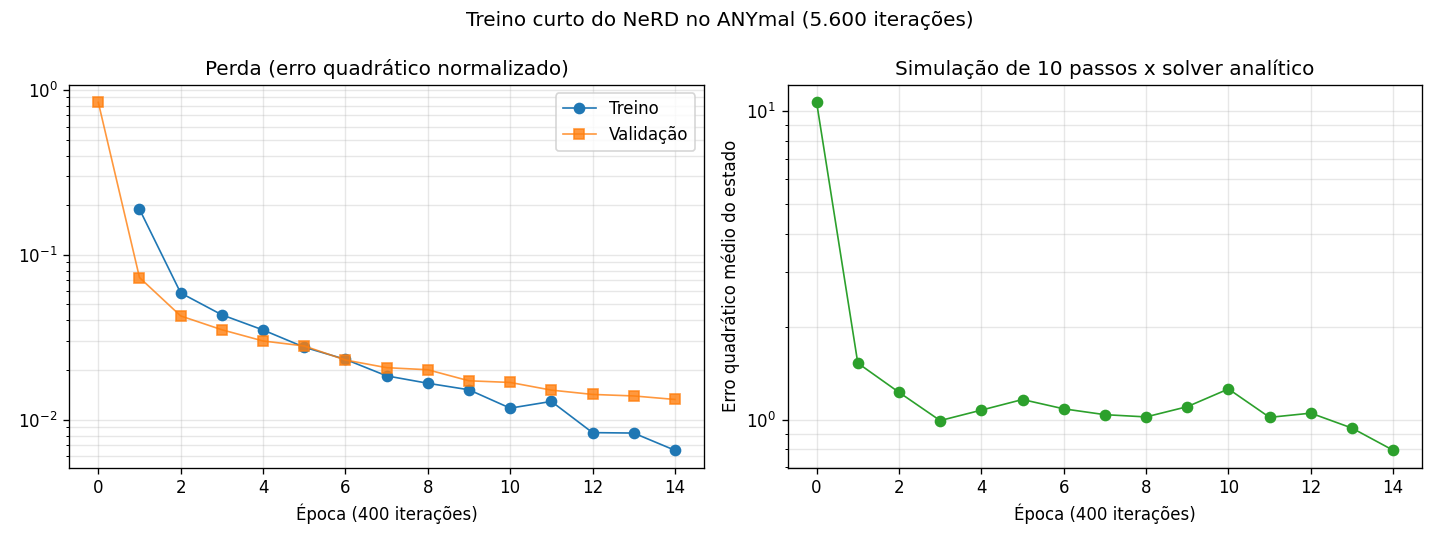 Treino curto do NeRD no ANYmal (5.600 iterações)
Perda (erro quadrático normalizado)
10⁰
10⁻¹
10⁻²
Treino
Validação
0 2 4 6 8 10 12 14
Época (400 iterações)
Simulação de 10 passos x solver analítico
Erro quadrático médio do estado
10¹
10⁰
0 2 4 6 8 10 12 14
Época (400 iterações)